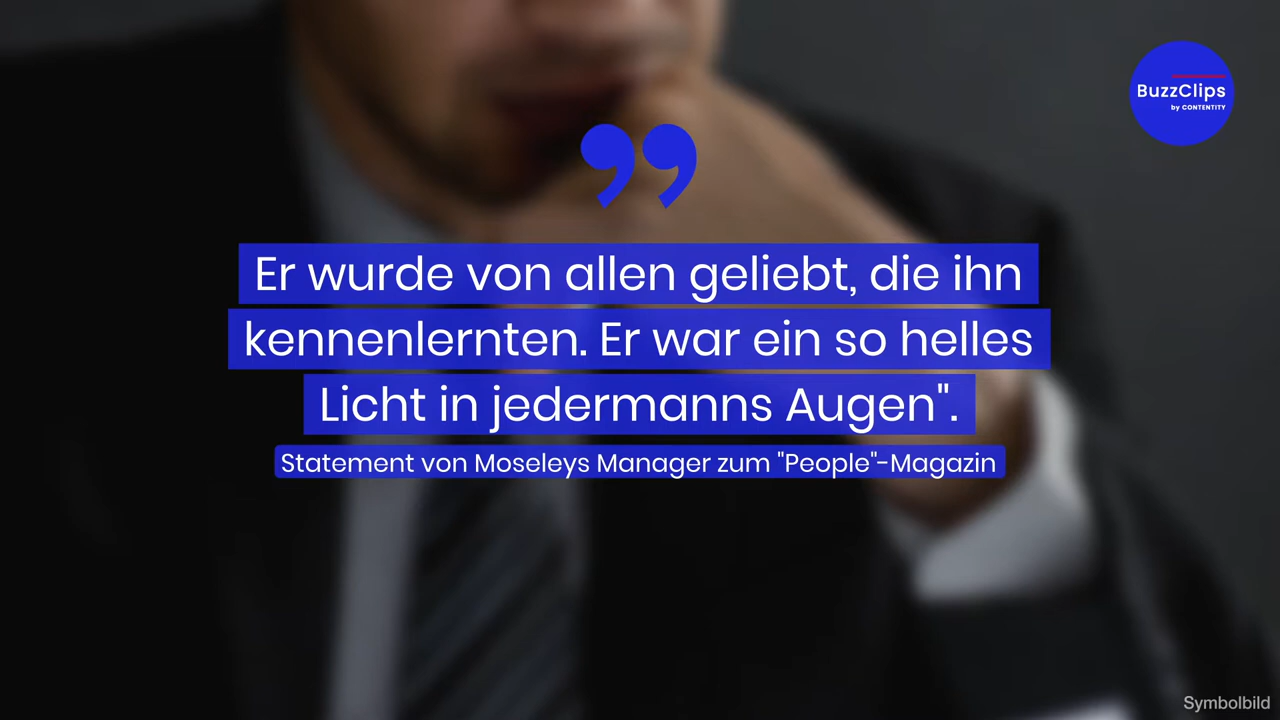 BuzzClips
by CONTENTITY
Er wurde von allen geliebt, die ihn
kennenlernten. Er war ein so helles
Licht in jedermanns Augen".
Statement von Moseleys Manager zum "People"-Magazin
Symbolbild